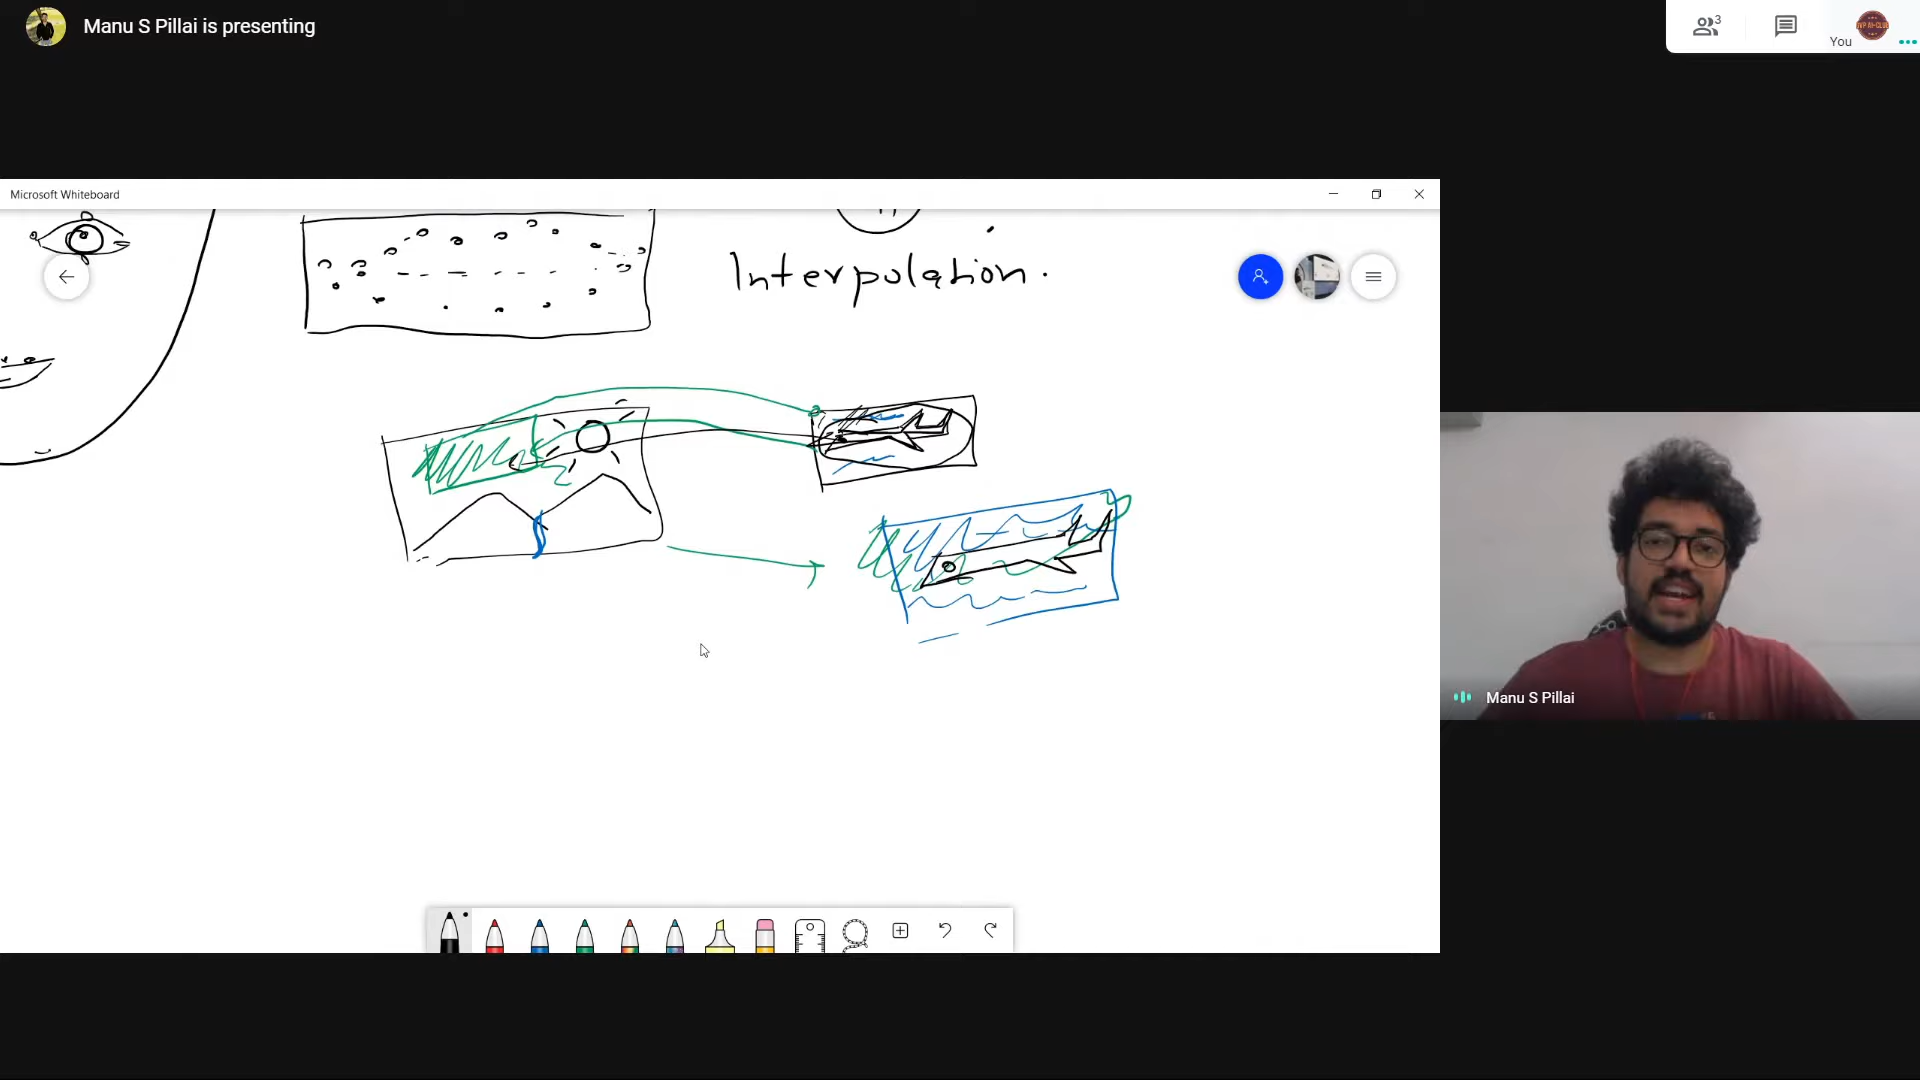 Manu S Pillai is presenting
3
You
Microsoft Whiteboard
Interpolation.
Manu S Pillai